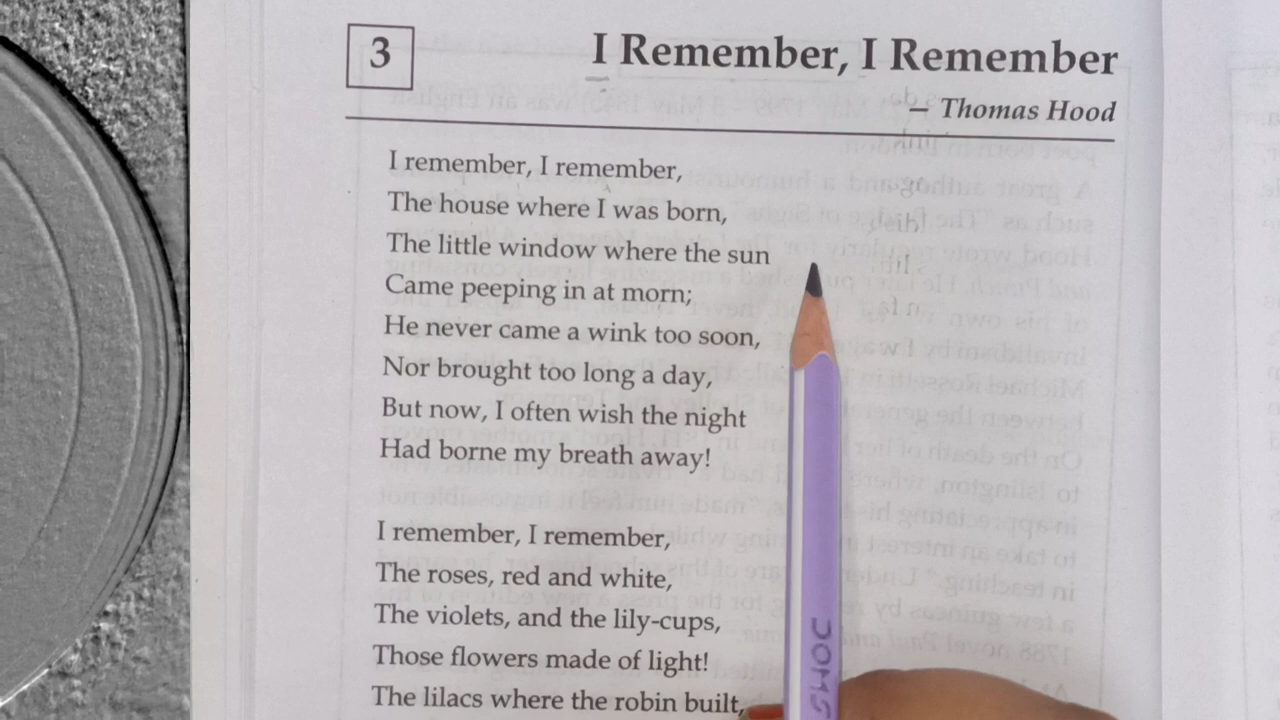 3
I Remember, I Remember
— Thomas Hood
I remember, I remember,
The house where I was born,
The little window where the sun
Came peeping in at morn;
He never came a wink too soon,
Nor brought too long a day,
But now, I often wish the night
Had borne my breath away!
I remember, I remember,
The roses, red and white,
The violets, and the lily-cups,
Those flowers made of light!
The lilacs where the robin built,
DOMS